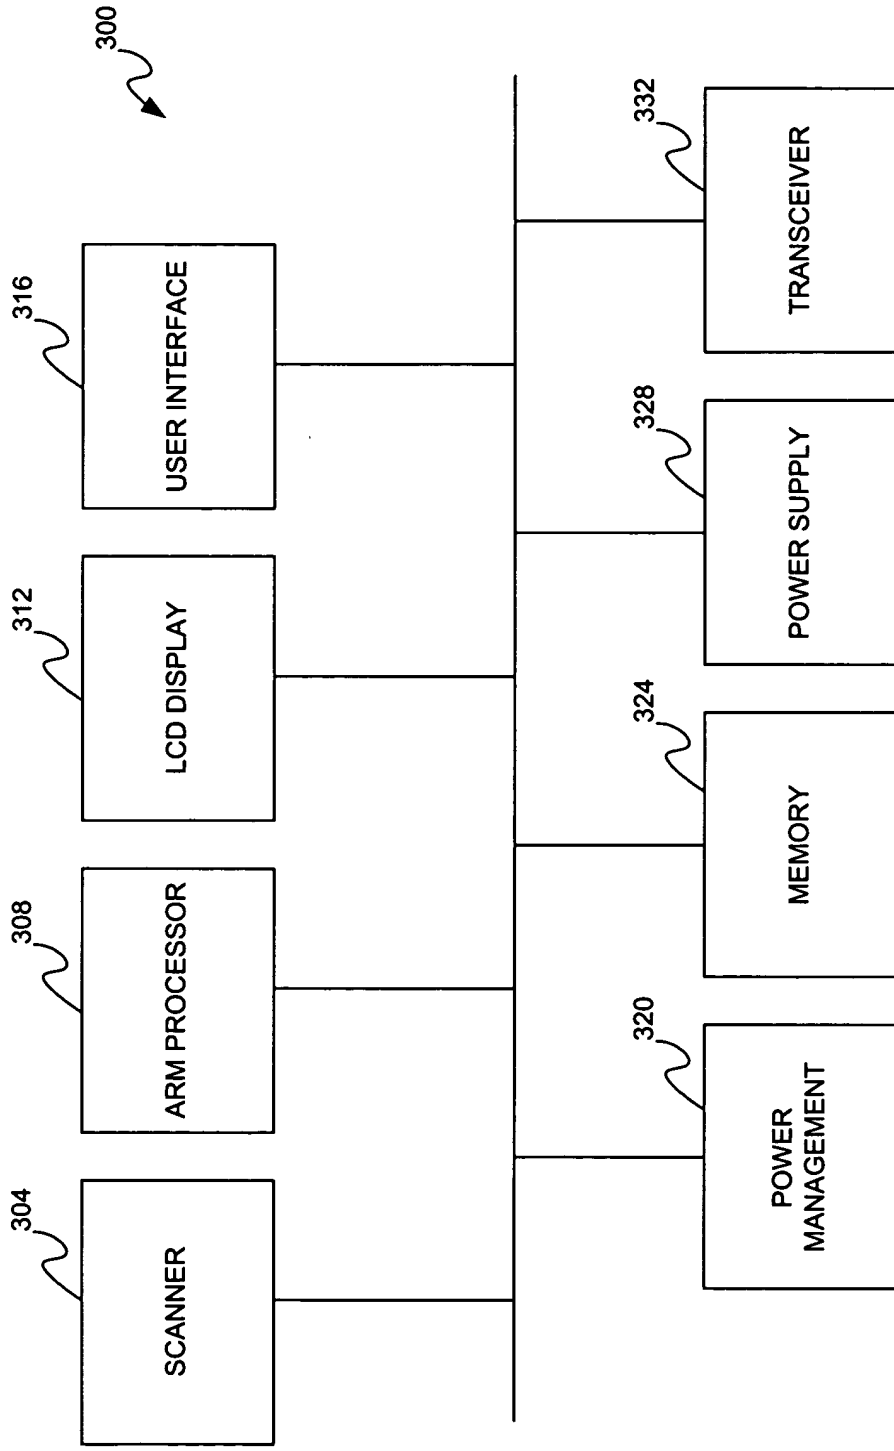 300
304
SCANNER
308
ARM PROCESSOR
312
LCD DISPLAY
316
USER INTERFACE
320
POWER
MANAGEMENT
324
MEMORY
328
POWER SUPPLY
332
TRANSCEIVER